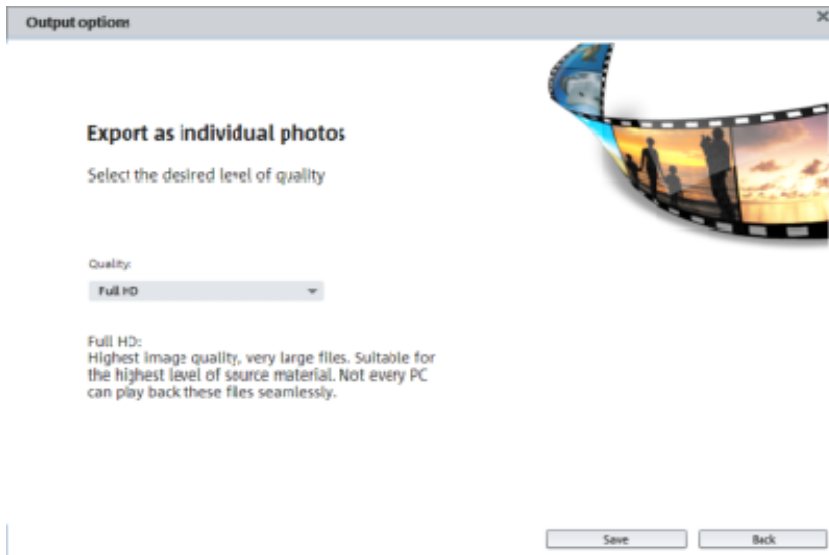 Output options
Export as individual photos
Select the desired level of quality
Quality:
Full HD
Full HD:
Highest image quality, very large files. Suitable for
the highest level of source material. Not every PC
can play back these files seamlessly.
Save
Back